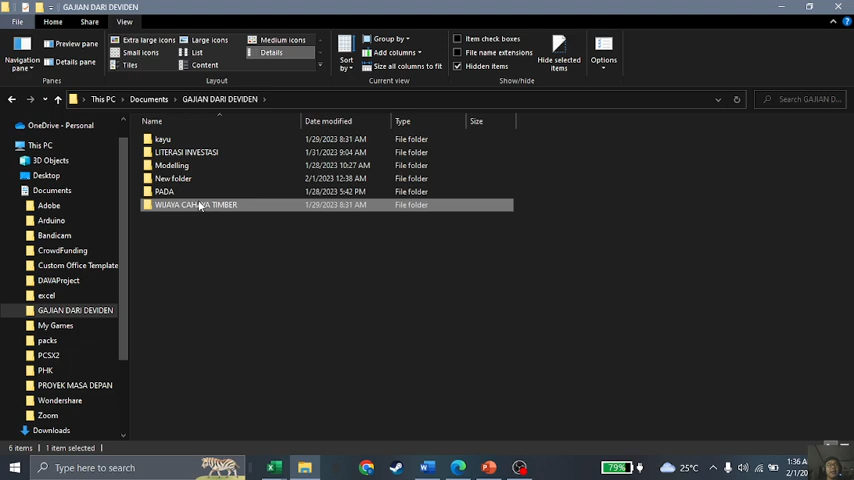 GAJIAN DARI DEVIDEN
File Home Share View
Navigation pane
Preview pane
Details pane
Panes
Extra large icons Large icons Medium icons
Small icons List Details
Tiles Content
Layout
Sort by
Group by
Add columns
Size all columns to fit
Current view
Item check boxes
File name extensions
Hidden items
Hide selected items
Show/hide
Options
This PC Documents GAJIAN DARI DEVIDEN
Search GAJIAN D...
OneDrive - Personal
This PC
3D Objects
Desktop
Documents
Adobe
Arduino
Bandicam
CrowdFunding
Custom Office Template
DAVAProject
excel
GAJIAN DARI DEVIDEN
My Games
packs
PCSX2
PHK
PROYEK MASA DEPAN
Wondershare
Zoom
Downloads
Name Date modified Type Size
kayu 1/29/2023 8:31 AM File folder
LITERASI INVESTASI 1/31/2023 9:04 AM File folder
Modelling 1/28/2023 10:27 AM File folder
New folder 2/1/2023 12:38 AM File folder
PADA 1/28/2023 5:42 PM File folder
WIJAYA CAHAYA TIMBER 1/29/2023 8:31 AM File folder
6 items 1 item selected
Type here to search
79%
25°C
1:36 A
2/1/20